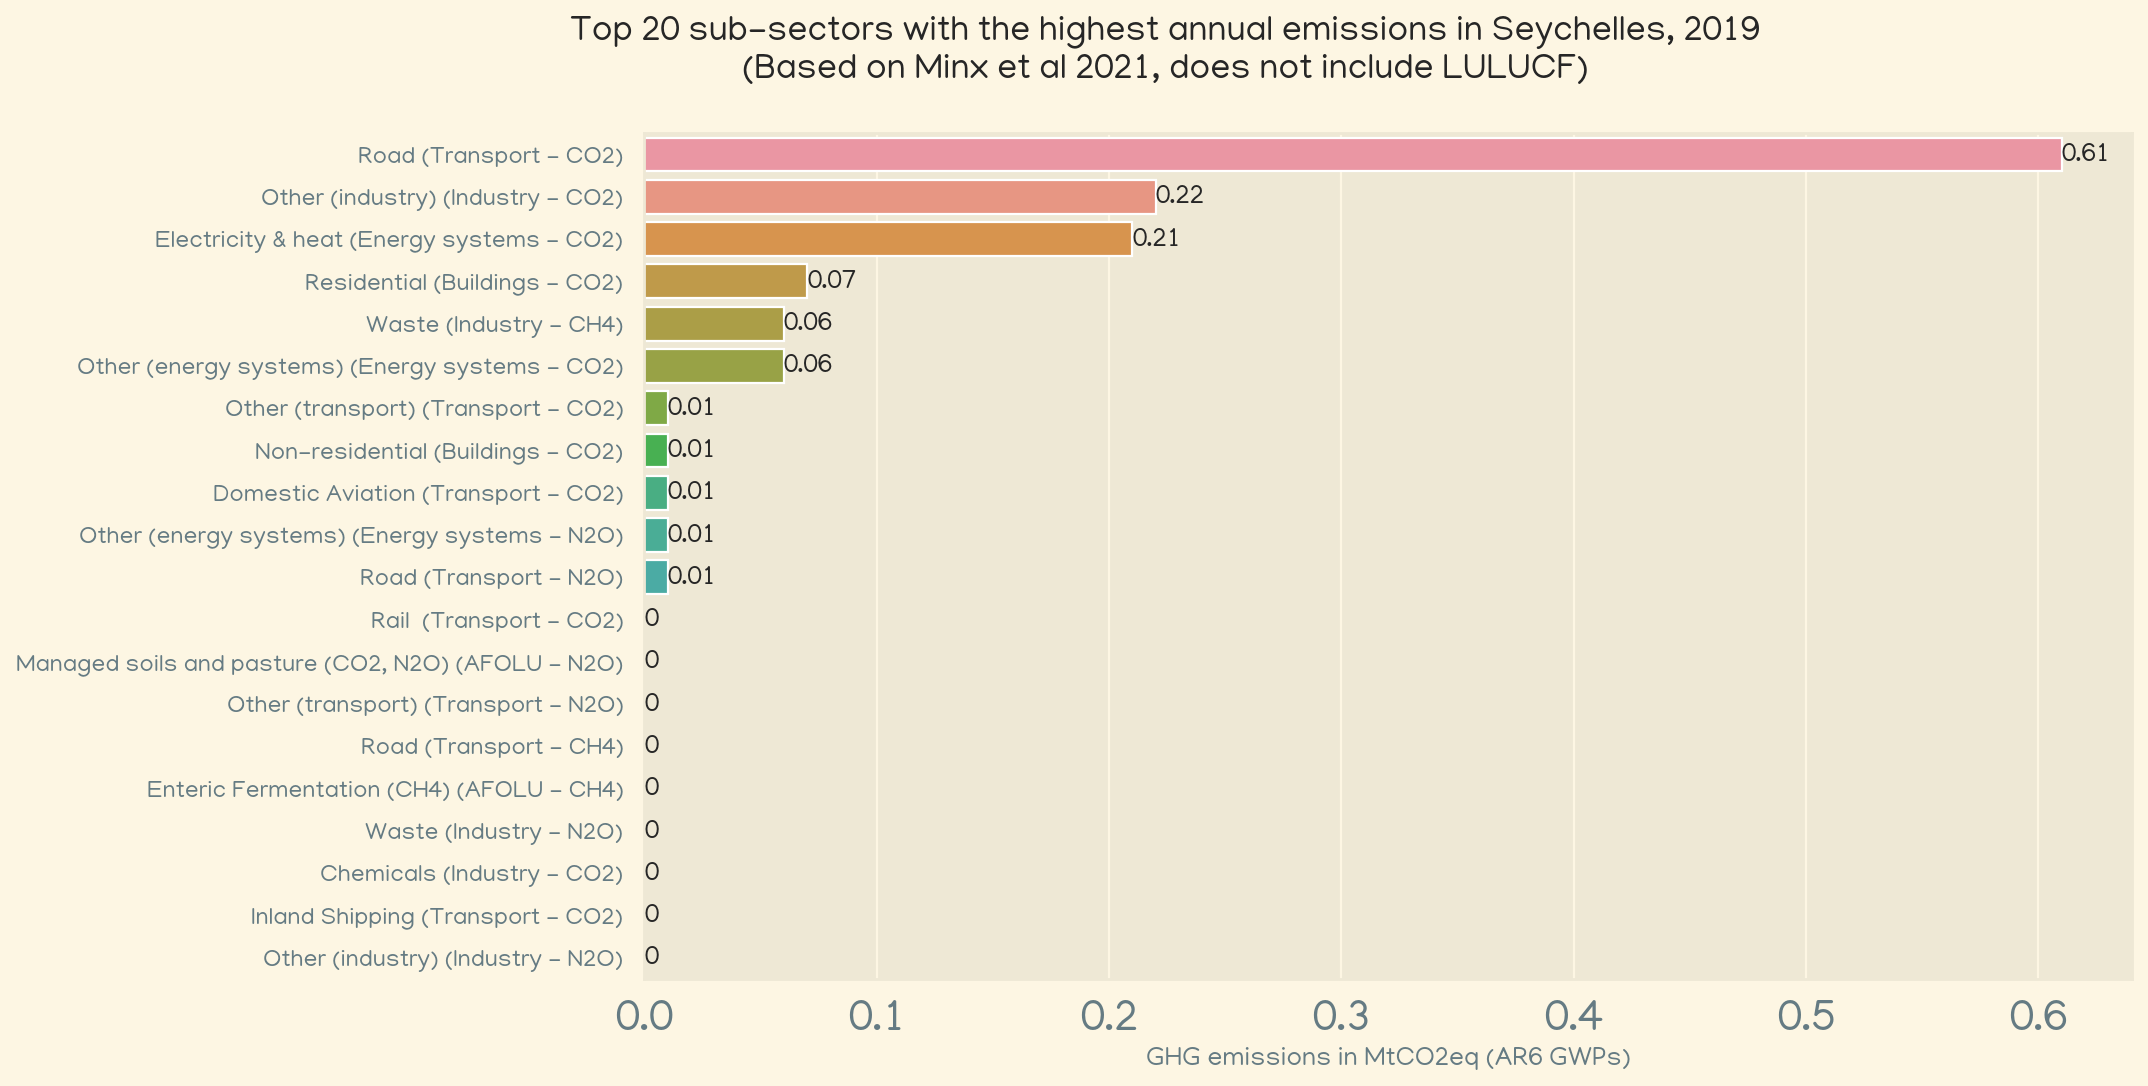 Top 20 sub-sectors with the highest annual emissions in Seychelles, 2019
(Based on Minx et al 2021, does not include LULUCF)
Road (Transport - CO2) 0.61
Other (industry) (Industry - CO2) 0.22
Electricity & heat (Energy systems - CO2) 0.21
Residential (Buildings - CO2) 0.07
Waste (Industry - CH4) 0.06
Other (energy systems) (Energy systems - CO2) 0.06
Other (transport) (Transport - CO2) 0.01
Non-residential (Buildings - CO2) 0.01
Domestic Aviation (Transport - CO2) 0.01
Other (energy systems) (Energy systems - N2O) 0.01
Road (Transport - N2O) 0.01
Rail  (Transport - CO2) 0
Managed soils and pasture (CO2, N2O) (AFOLU - N2O) 0
Other (transport) (Transport - N2O) 0
Road (Transport - CH4) 0
Enteric Fermentation (CH4) (AFOLU - CH4) 0
Waste (Industry - N2O) 0
Chemicals (Industry - CO2) 0
Inland Shipping (Transport - CO2) 0
Other (industry) (Industry - N2O) 0
0.0 0.1 0.2 0.3 0.4 0.5 0.6
GHG emissions in MtCO2eq (AR6 GWPs)